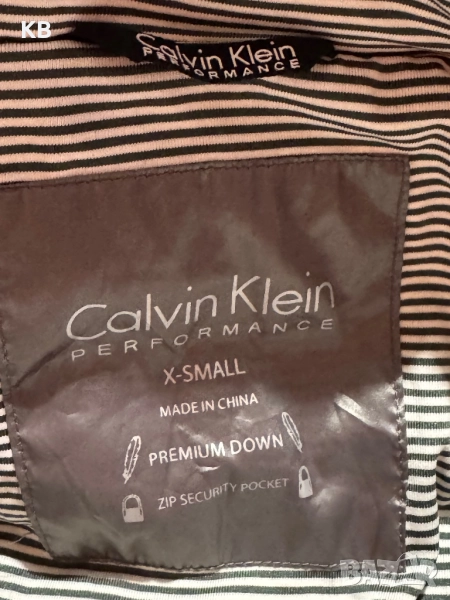 KB
Calvin Klein
PERFORMANCE
Calvin Klein
PERFORMANCE
X-SMALL
MADE IN CHINA
PREMIUM DOWN
ZIP SECURITY POCKET